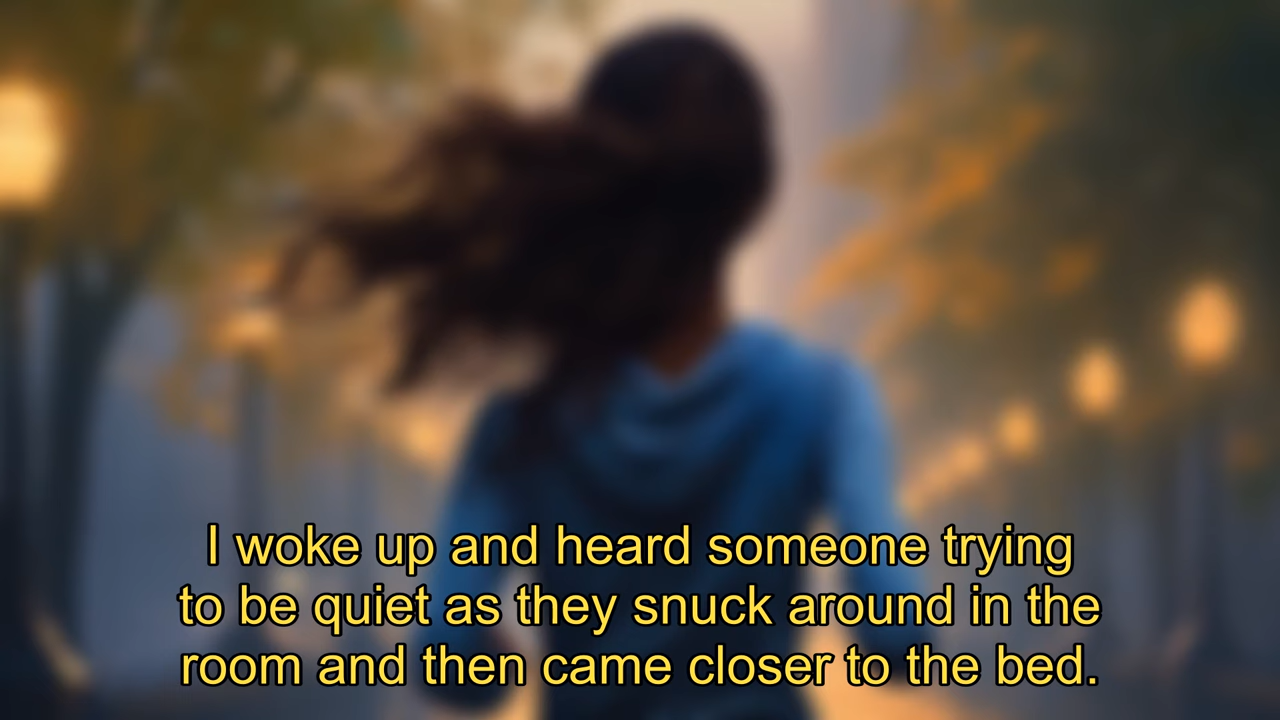 I woke up and heard someone trying
to be quiet as they snuck around in the
room and then came closer to the bed.